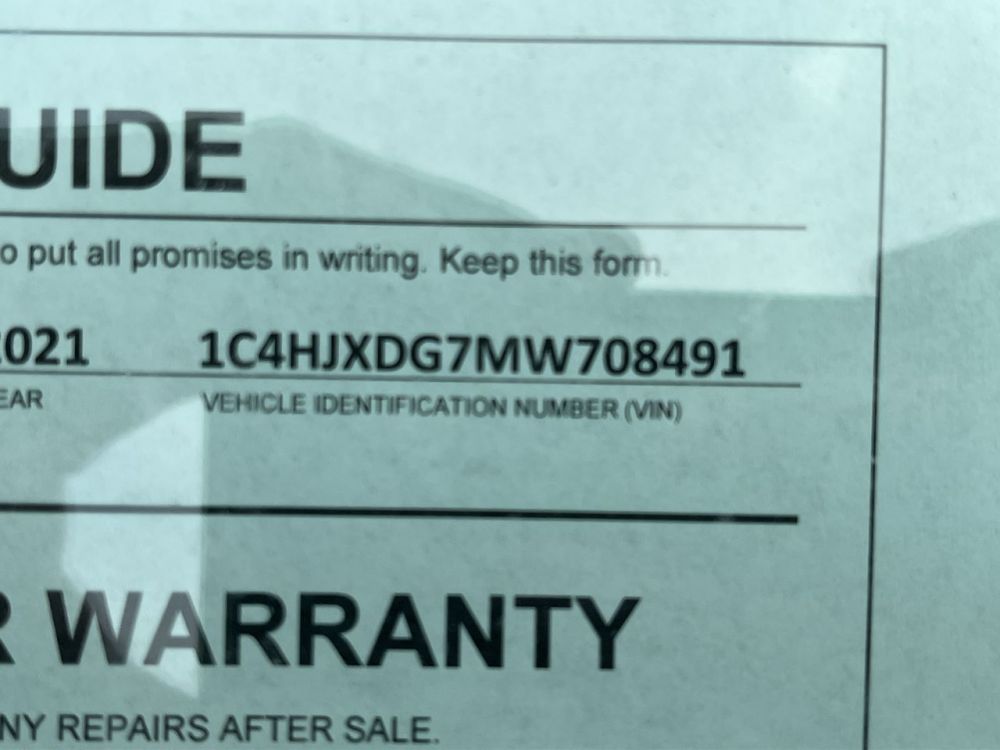 UIDE
o put all promises in writing. Keep this form.
2021 1C4HJXDG7MW708491
EAR VEHICLE IDENTIFICATION NUMBER (VIN)
R WARRANTY
NY REPAIRS AFTER SALE.